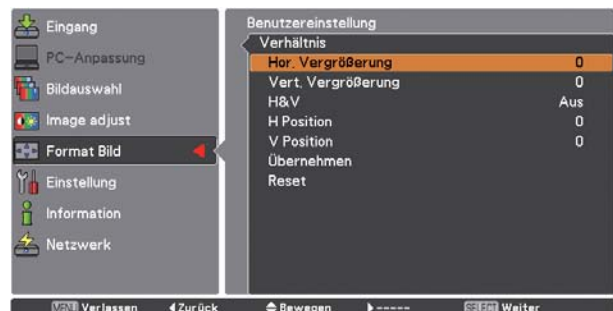 Eingang
PC-Anpassung
Bildauswahl
Image adjust
Format Bild
Einstellung
Information
Netzwerk
Benutzereinstellung
Verhältnis
Hor. Vergrößerung 0
Vert. Vergrößerung 0
H&V Aus
H Position 0
V Position 0
Übernehmen
Reset
MENU Verlassen Zurück Bewegen ----- SELECT Weiter